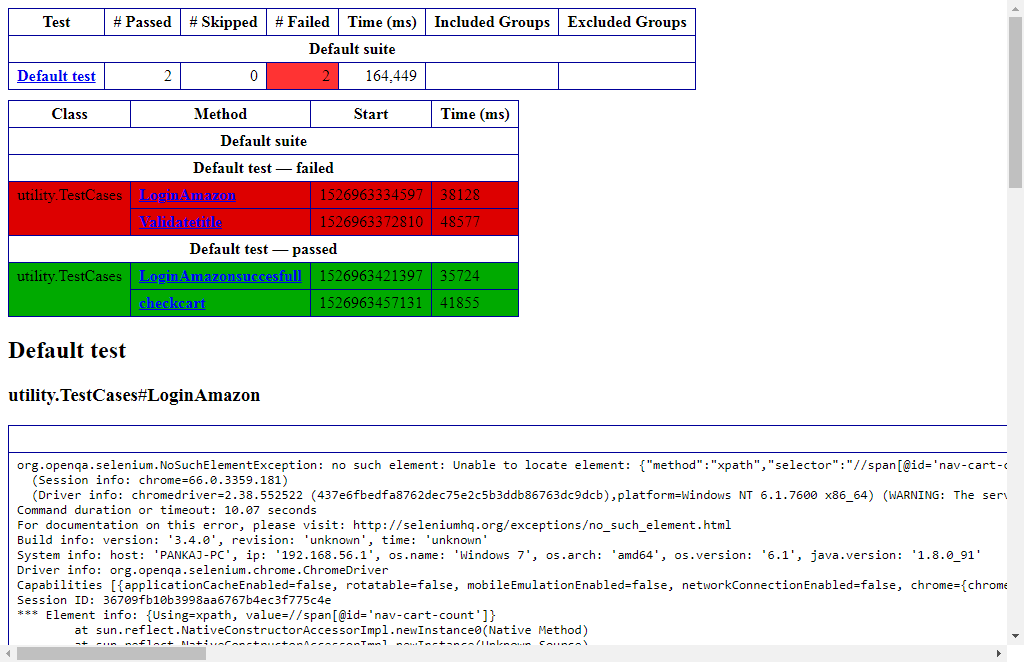 Test # Passed # Skipped # Failed Time (ms) Included Groups Excluded Groups
Default suite
Default test 2 0 2 164,449
Class Method Start Time (ms)
Default suite
Default test — failed
utility.TestCases LoginAmazon 1526963334597 38128
Validatetitle 1526963372810 48577
Default test — passed
utility.TestCases LoginAmazonsuccesfull 1526963421397 35724
checkcart 1526963457131 41855
Default test
utility.TestCases#LoginAmazon
org.openqa.selenium.NoSuchElementException: no such element: Unable to locate element: {"method":"xpath","selector":"//span[@id='nav-cart-c
(Session info: chrome=66.0.3359.181)
(Driver info: chromedriver=2.38.552522 (437e6fbedfa8762dec75e2c5b3ddb86763dc9dcb),platform=Windows NT 6.1.7600 x86_64) (WARNING: The serv
Command duration or timeout: 10.07 seconds
For documentation on this error, please visit: http://seleniumhq.org/exceptions/no_such_element.html
Build info: version: '3.4.0', revision: 'unknown', time: 'unknown'
System info: host: 'PANKAJ-PC', ip: '192.168.56.1', os.name: 'Windows 7', os.arch: 'amd64', os.version: '6.1', java.version: '1.8.0_91'
Driver info: org.openqa.selenium.chrome.ChromeDriver
Capabilities [{applicationCacheEnabled=false, rotatable=false, mobileEmulationEnabled=false, networkConnectionEnabled=false, chrome={chrome
Session ID: 36709fb10b3998aa6767b4ec3f775c4e
*** Element info: {Using=xpath, value=//span[@id='nav-cart-count']}
at sun.reflect.NativeConstructorAccessorImpl.newInstance0(Native Method)
at sun.reflect.NativeConstructorAccessorImpl.newInstance(Unknown Source)